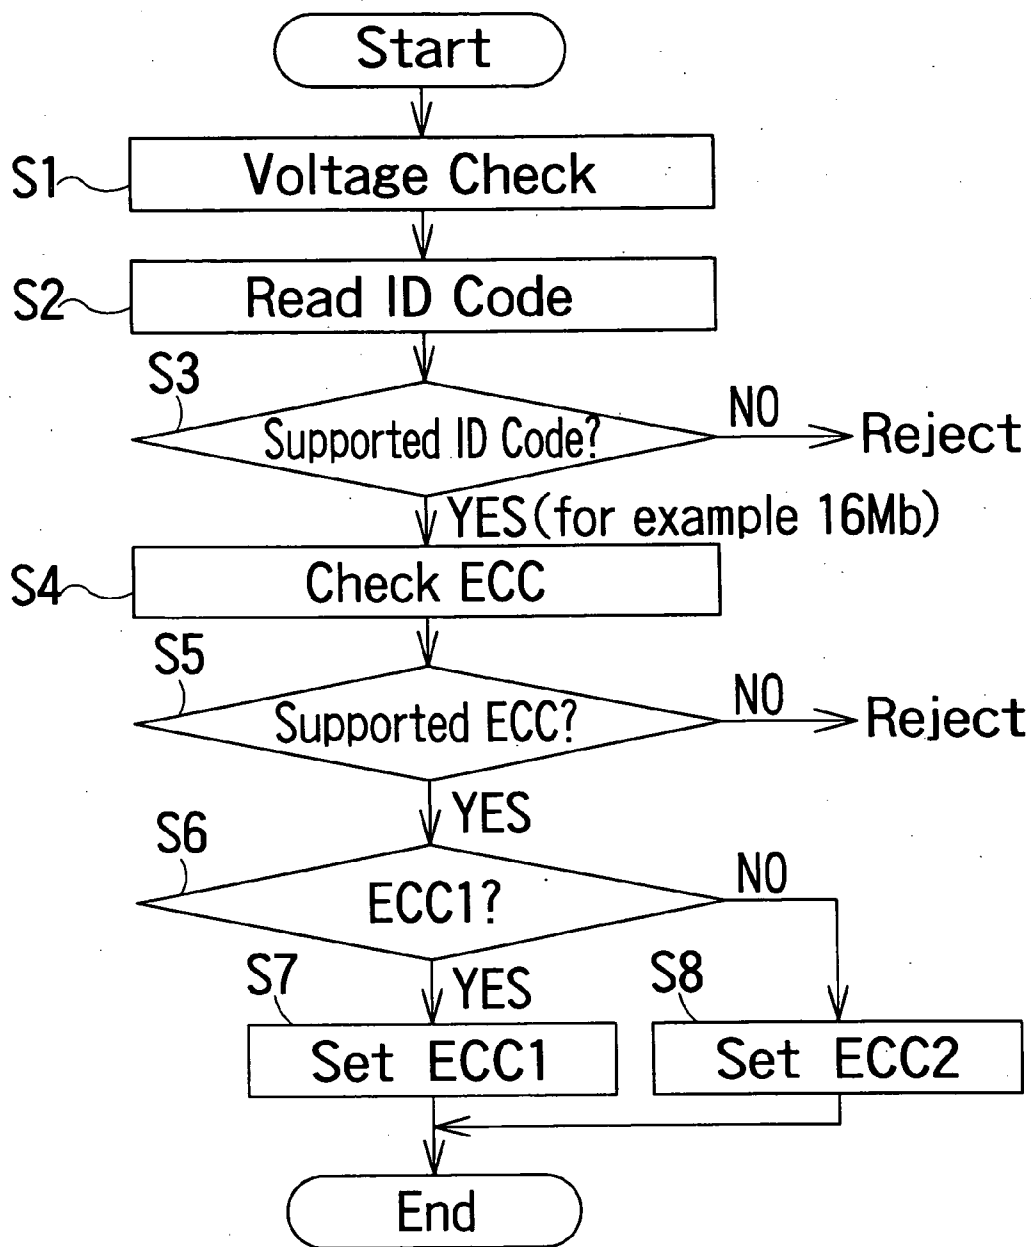 Start
S1
Voltage Check
S2
Read ID Code
S3
Supported ID Code?
NO
Reject
YES(for example 16Mb)
S4
Check ECC
S5
Supported ECC?
NO
Reject
YES
S6
ECC1?
NO
S7
YES
S8
Set ECC1
Set ECC2
End